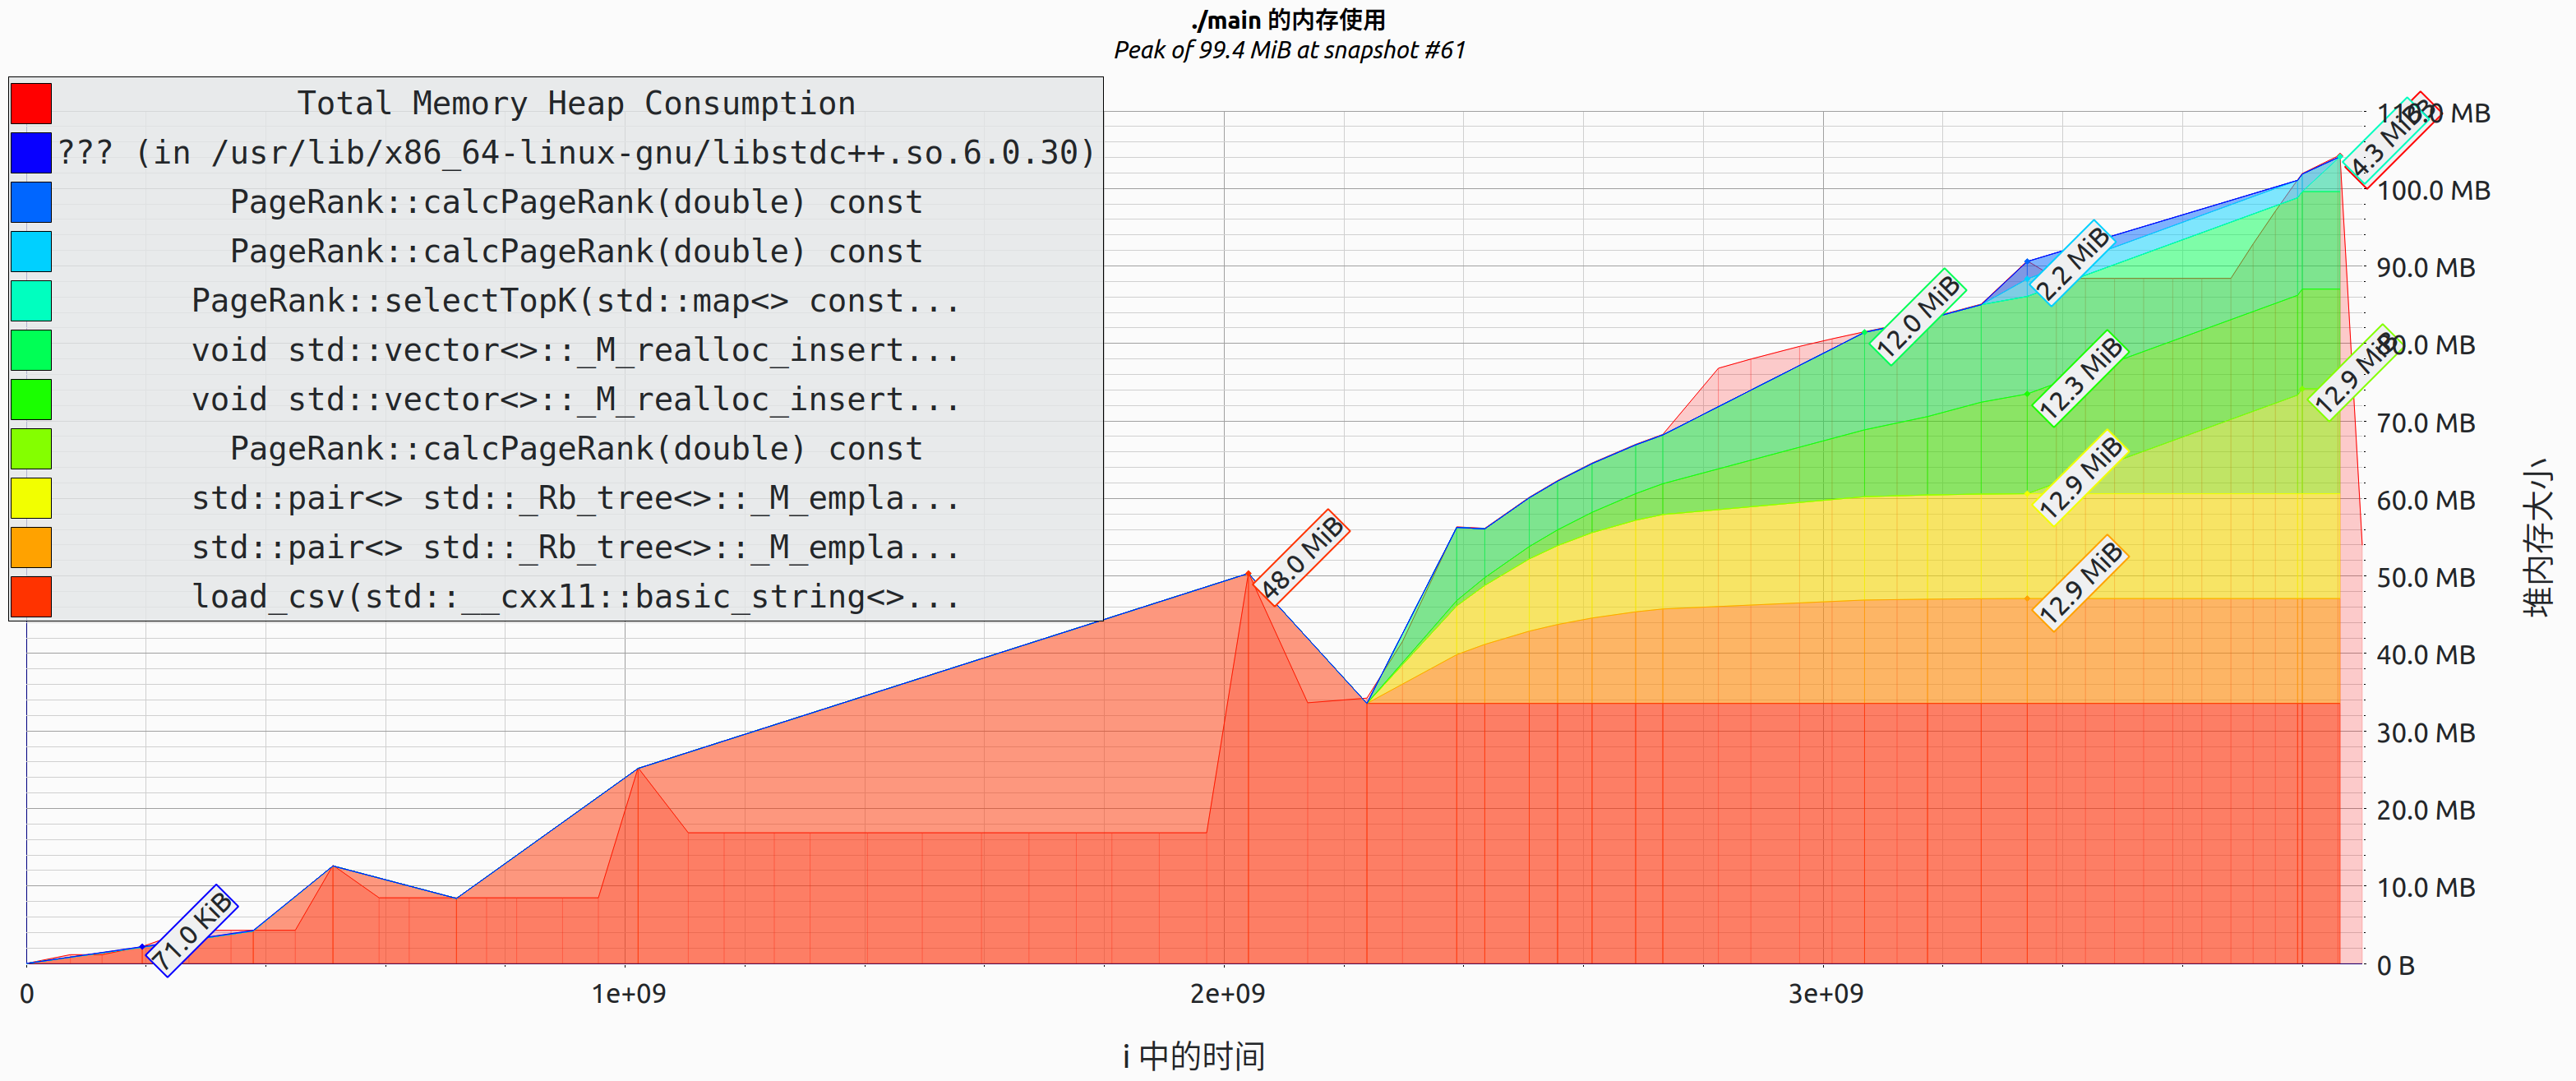 ./main 的内存使用
Peak of 99.4 MiB at snapshot #61
Total Memory Heap Consumption
??? (in /usr/lib/x86_64-linux-gnu/libstdc++.so.6.0.30)
PageRank::calcPageRank(double) const
PageRank::calcPageRank(double) const
PageRank::selectTopK(std::map<> const...
void std::vector<>::_M_realloc_insert...
void std::vector<>::_M_realloc_insert...
PageRank::calcPageRank(double) const
std::pair<> std::_Rb_tree<>::_M_empla...
std::pair<> std::_Rb_tree<>::_M_empla...
load_csv(std::__cxx11::basic_string<>...
71.0 KiB
48.0 MiB
12.0 MiB
2.2 MiB
12.3 MiB
12.9 MiB
12.9 MiB
4.3 MiB
12.9 MiB
MB
100.0 MB
90.0 MB
MB
70.0 MB
60.0 MB
50.0 MB
40.0 MB
30.0 MB
20.0 MB
10.0 MB
0 B
堆内存大小
0
1e+09
2e+09
3e+09
i 中的时间